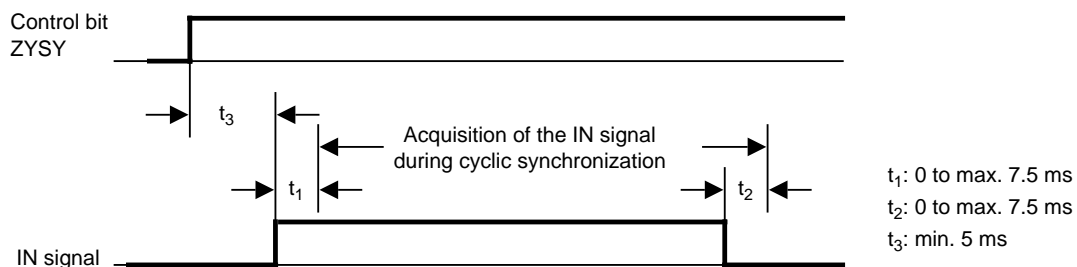 Control bit
ZYSY
t3
Acquisition of the IN signal
during cyclic synchronization
t1
t2
t1: 0 to max. 7.5 ms
t2: 0 to max. 7.5 ms
t3: min. 5 ms
IN signal